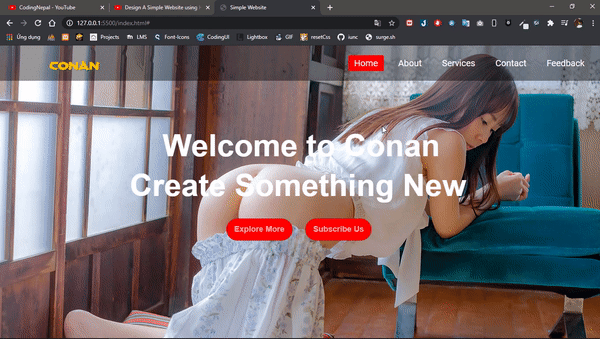 CodingNepal - YouTube
Design A Simple Website using
Simple Website
127.0.0.1:5500/index.html#
Ứng dụng
In
Projects
LMS
Font-Icons
CodingUI
Lightbox
GIF
resetCss
iunc
surge.sh
CONAN
Home
About
Services
Contact
Feedback
Welcome to Conan
Create Something New
Explore More
Subscribe Us